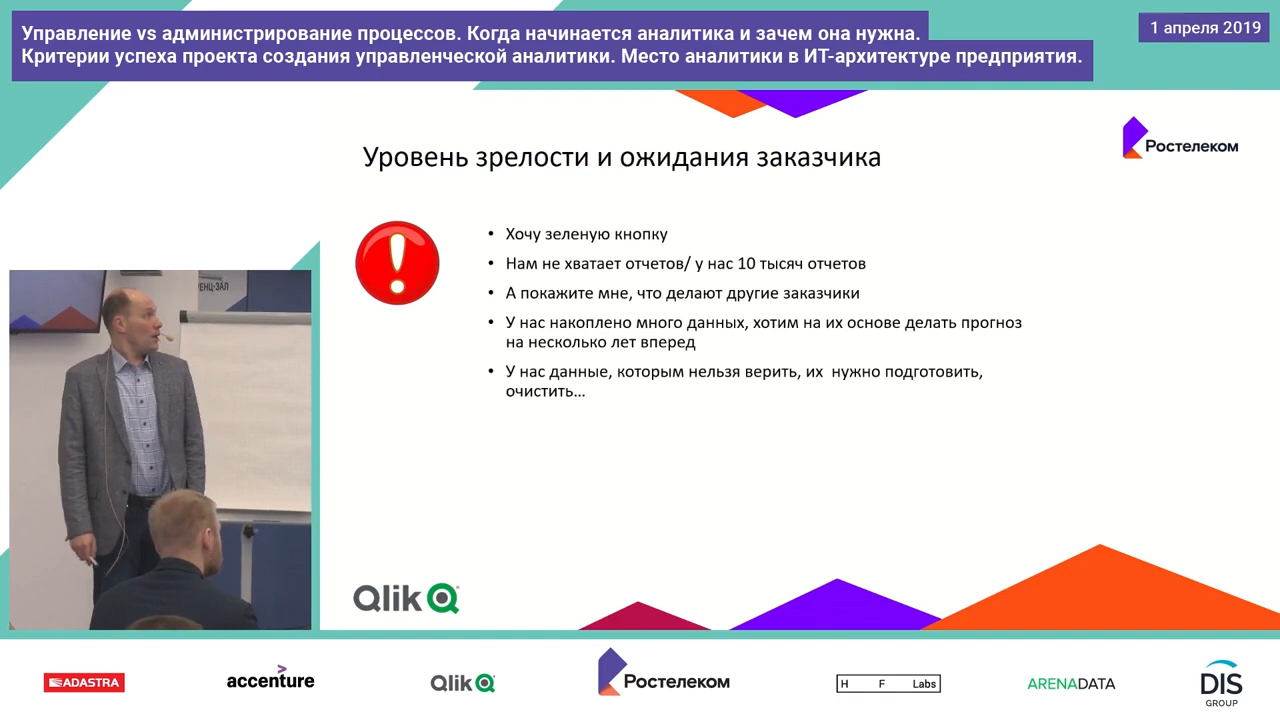 Управление vs администрирование процессов. Когда начинается аналитика и зачем она нужна.
Критерии успеха проекта создания управленческой аналитики. Место аналитики в ИТ-архитектуре предприятия.
1 апреля 2019
Ростелеком
Уровень зрелости и ожидания заказчика
• Хочу зеленую кнопку
• Нам не хватает отчетов/ у нас 10 тысяч отчетов
• А покажите мне, что делают другие заказчики
• У нас накоплено много данных, хотим на их основе делать прогноз
на несколько лет вперед
• У нас данные, которым нельзя верить, их  нужно подготовить,
очистить...
РЕНЦ-ЗАЛ
Qlik
ADASTRA
accenture
Qlik
Ростелеком
H F Labs
ARENADATA
DIS
GROUP